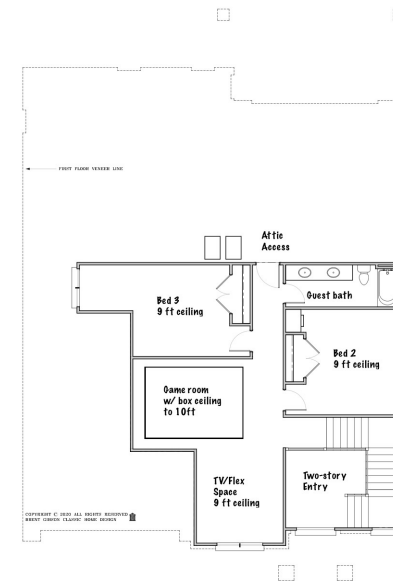 FIRST FLOOR VENEER LINE
Attic
Access
Bed 3
9 ft ceiling
Guest bath
Bed 2
9 ft ceiling
Game room
w/ box ceiling
to 10ft
TV/Flex
Space
9 ft ceiling
Two-story
Entry
COPYRIGHT © 2020 ALL RIGHTS RESERVED
BRENT GIBSON CLASSIC HOME DESIGN